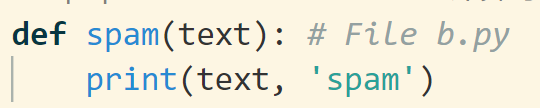 def spam(text): # File b.py
    print(text, 'spam')